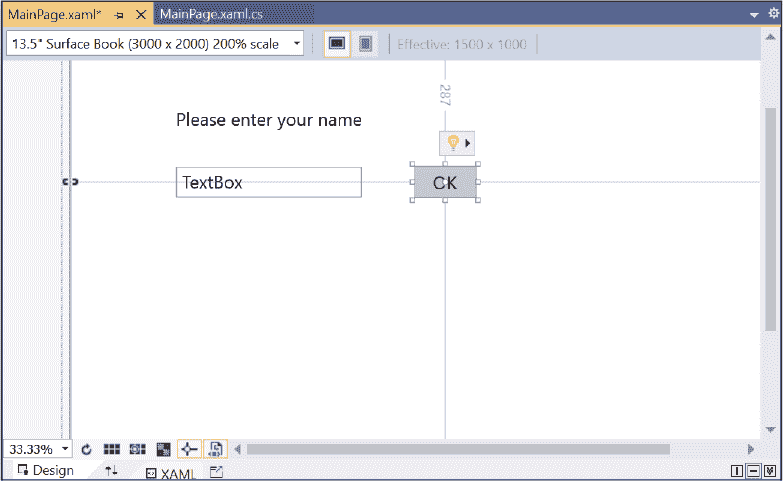 MainPage.xaml* MainPage.xaml.cs
13.5" Surface Book (3000 x 2000) 200% scale Effective: 1500 x 1000
287
Please enter your name
TextBox OK
33.33%
Design XAML